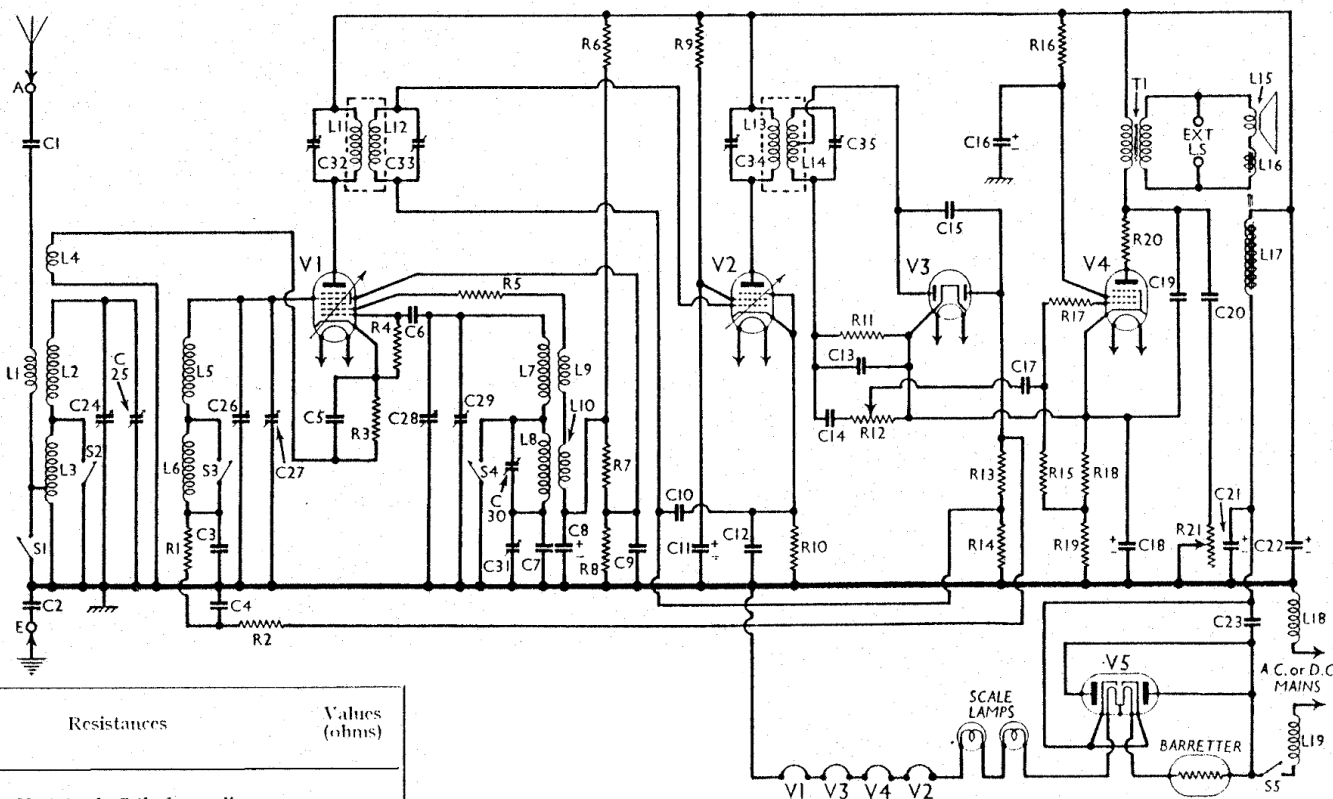 R6
R9
R16
A
C1
L11
L12
C32
C33
L13
L14
C34
C35
C16
+
-
T1
EXT
L.S
L15
L16
L17
L4
V1
R5
C15
V2
V3
V4
R20
C19
C20
R4
C6
R17
R11
C13
C17
C14
R12
L1
L2
C
25
C24
L5
C26
C27
C5
R3
C28
C29
L7
L9
L10
L3
S2
L6
S3
S4
L8
C
30
R7
C10
R13
R15
R18
S1
R1
C3
C31
C7
C8
+
-
R8
C9
C11
+
-
C12
R10
R14
R19
C18
+
-
R21
C21
+
-
C22
+
-
C2
C4
E
R2
C23
L18
A.C. or D.C
MAINS
V5
SCALE
LAMPS
BARRETTER
L19
S5
V1
V3
V4
V2
Resistances
Values
(ohms)